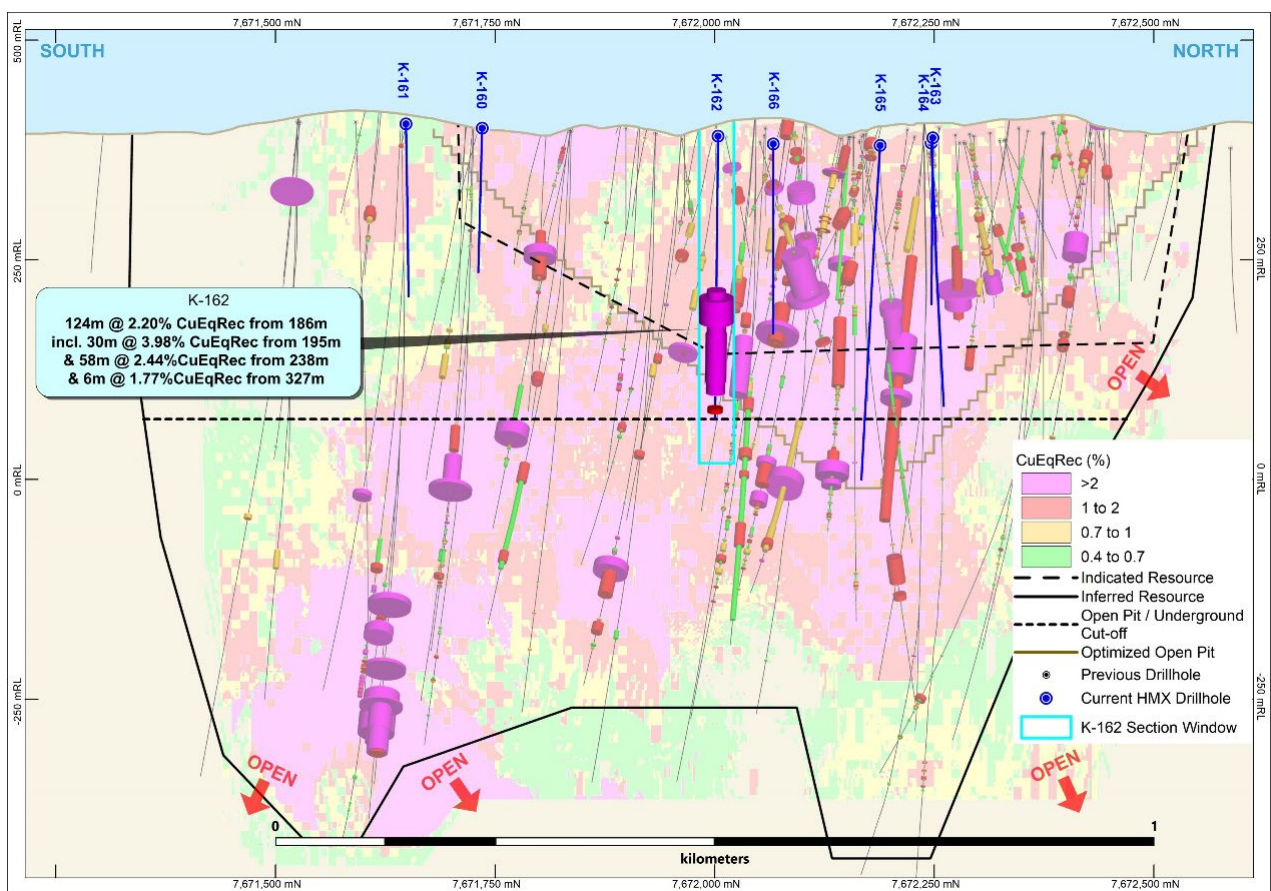 7,671,500 mN
7,671,750 mN
7,672,000 mN
7,672,250 mN
7,672,500 mN
500 mRL
SOUTH
NORTH
K-161
K-160
K-162
K-166
K-165
K-164
K-163
250 mRL
250 mRL
K-162
124m @ 2.20% CuEqRec from 186m
incl. 30m @ 3.98% CuEqRec from 195m
& 58m @ 2.44%CuEqRec from 238m
& 6m @ 1.77%CuEqRec from 327m
OPEN
0 mRL
0 mRL
CuEqRec (%)
>2
1 to 2
0.7 to 1
0.4 to 0.7
Indicated Resource
Inferred Resource
Open Pit / Underground
Cut-off
Optimized Open Pit
Previous Drillhole
Current HMX Drillhole
K-162 Section Window
-250 mRL
-250 mRL
OPEN
OPEN
OPEN
0
1
kilometers
7,671,500 mN
7,671,750 mN
7,672,000 mN
7,672,250 mN
7,672,500 mN